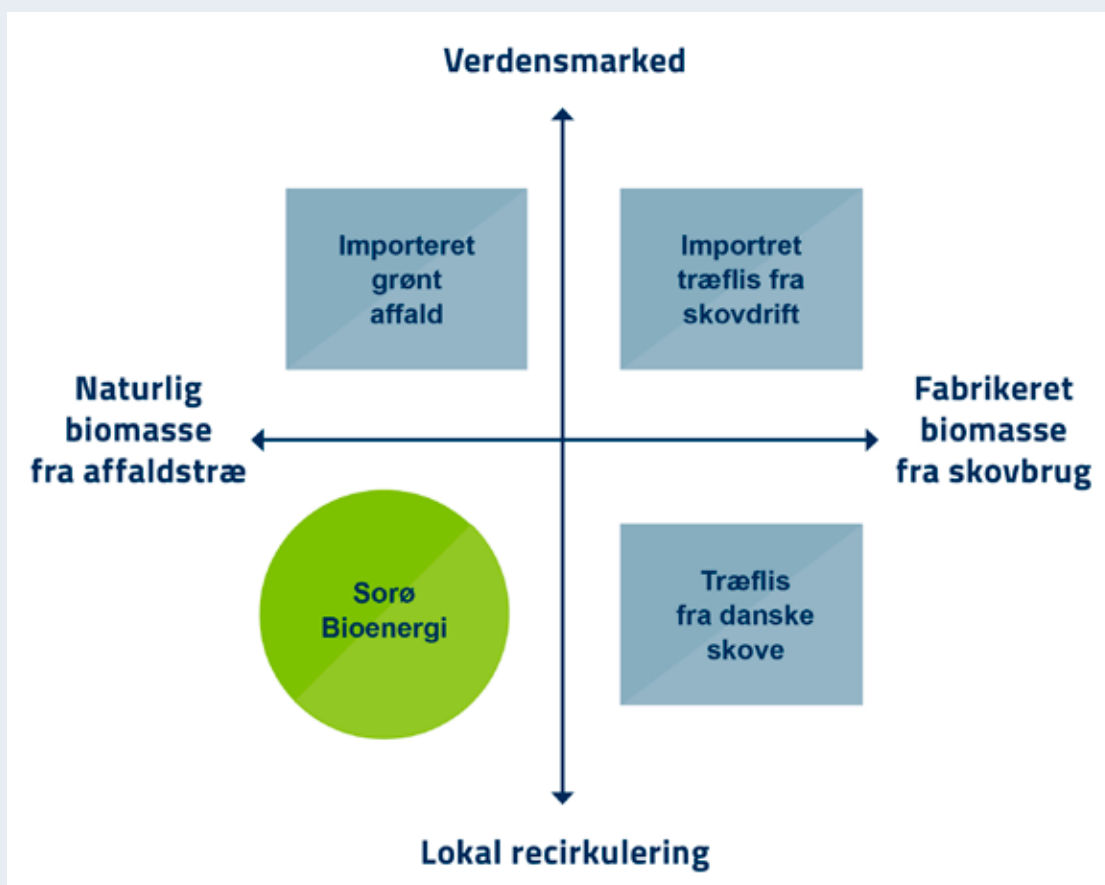 Verdensmarked
Importeret
grønt
affald
Importret
træflis fra
skovdrift
Naturlig
biomasse
fra affaldstræ
Fabrikeret
biomasse
fra skovbrug
Sorø
Bioenergi
Træflis
fra danske
skove
Lokal recirkulering